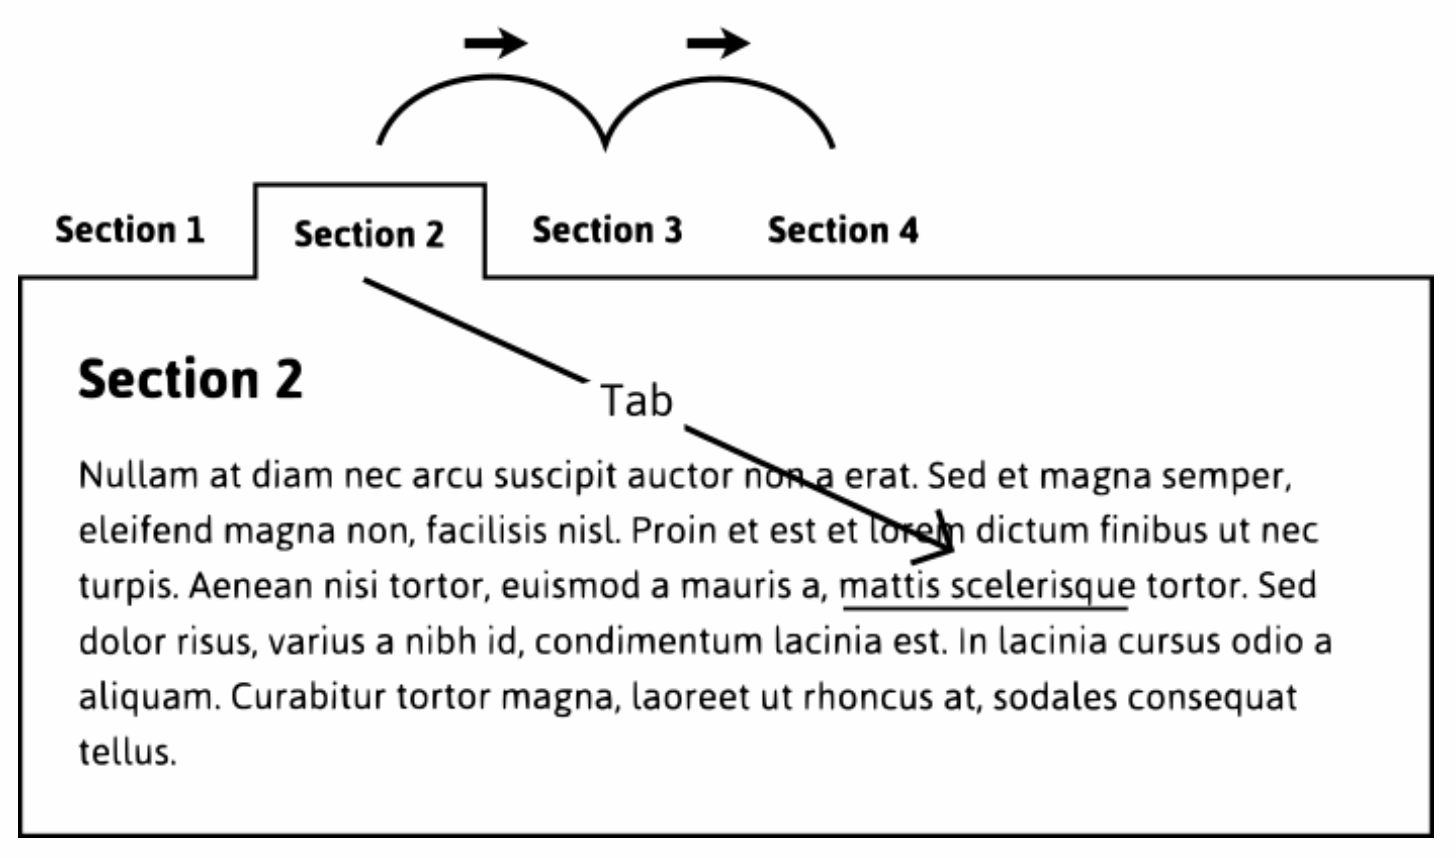 Section 1 Section 2 Section 3 Section 4
Section 2
Tab
Nullam at diam nec arcu suscipit auctor non a erat. Sed et magna semper,
eleifend magna non, facilisis nisl. Proin et est et lorem dictum finibus ut nec
turpis. Aenean nisi tortor, euismod a mauris a, mattis scelerisque tortor. Sed
dolor risus, varius a nibh id, condimentum lacinia est. In lacinia cursus odio a
aliquam. Curabitur tortor magna, laoreet ut rhoncus at, sodales consequat
tellus.